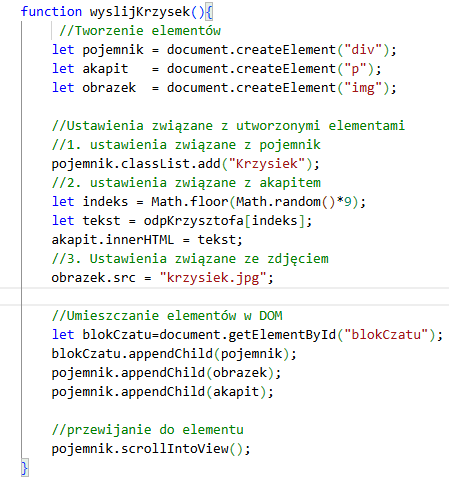 function wyslijKrzysek(){
//Tworzenie elementów
let pojemnik = document.createElement("div");
let akapit   = document.createElement("p");
let obrazek  = document.createElement("img");
//Ustawienia związane z utworzonymi elementami
//1. ustawienia związane z pojemnik
pojemnik.classList.add("Krzysiek");
//2. ustawienia związane z akapitem
let indeks = Math.floor(Math.random()*9);
let tekst = odpKrzysztofa[indeks];
akapit.innerHTML = tekst;
//3. Ustawienia związane ze zdjęciem
obrazek.src = "krzysiek.jpg";
//Umieszczanie elementów w DOM
let blokCzatu=document.getElementById("blokCzatu");
blokCzatu.appendChild(pojemnik);
pojemnik.appendChild(obrazek);
pojemnik.appendChild(akapit);
//przewijanie do elementu
pojemnik.scrollIntoView();
}